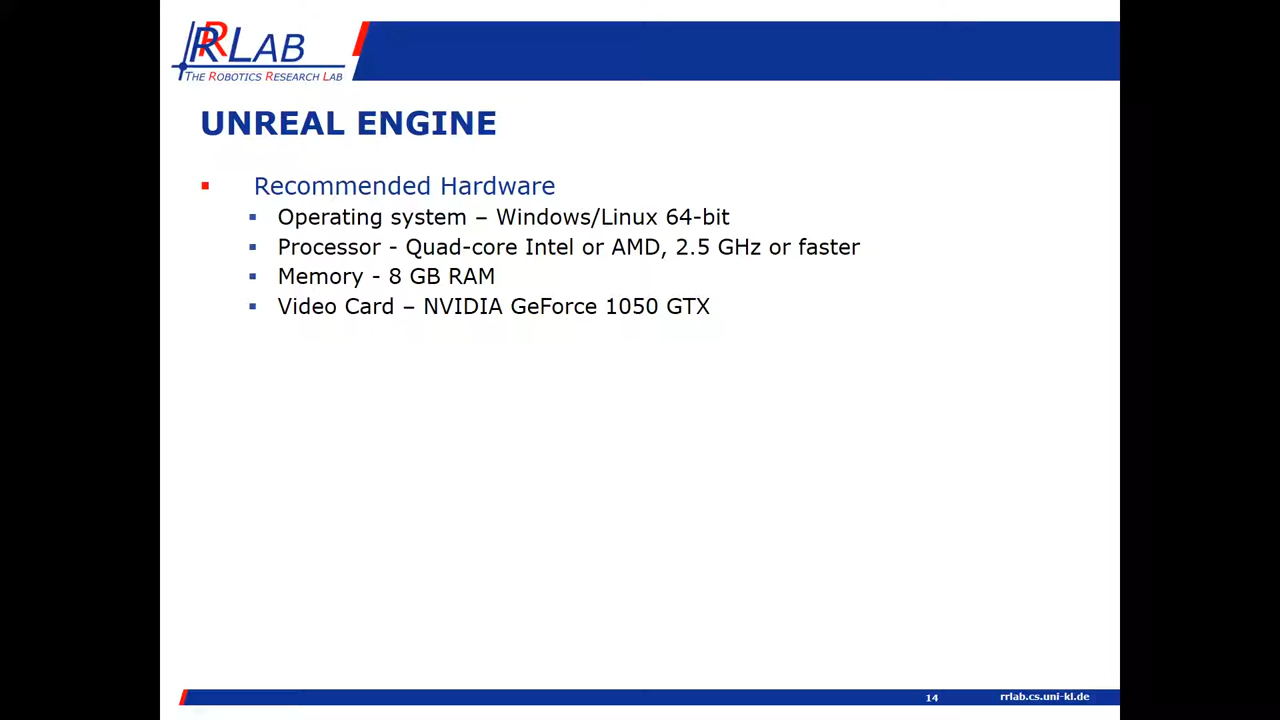 RRLAB
THE ROBOTICS RESEARCH LAB
UNREAL ENGINE
Recommended Hardware
Operating system – Windows/Linux 64-bit
Processor - Quad-core Intel or AMD, 2.5 GHz or faster
Memory - 8 GB RAM
Video Card – NVIDIA GeForce 1050 GTX
14
rrlab.cs.uni-kl.de